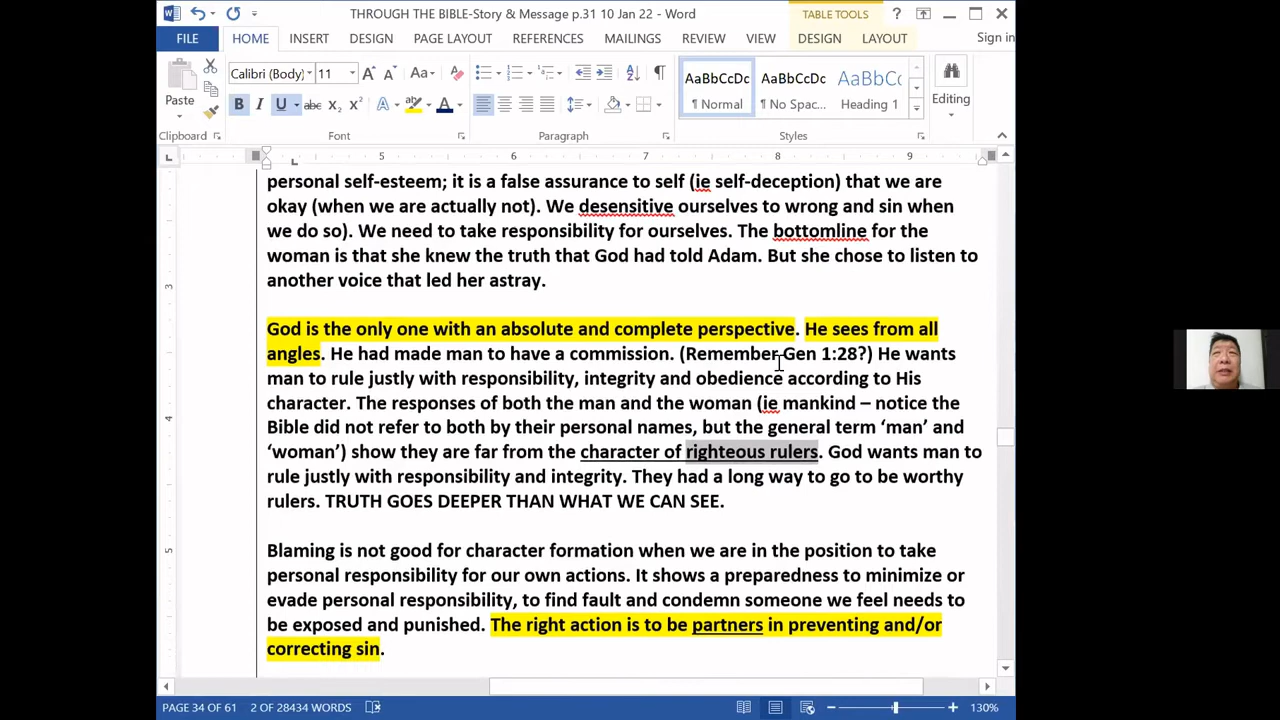 THROUGH THE BIBLE-Story & Message p.31 10 Jan 22 - Word
TABLE TOOLS
FILE HOME INSERT DESIGN PAGE LAYOUT REFERENCES MAILINGS REVIEW VIEW DESIGN LAYOUT Sign in
Calibri (Body) 11
Paste
AaBbCcDc AaBbCcDc AaBbCc
¶ Normal ¶ No Spac... Heading 1
Editing
Clipboard Font Paragraph Styles
5 6 7 8 9
personal self-esteem; it is a false assurance to self (ie self-deception) that we are
okay (when we are actually not). We desensitive ourselves to wrong and sin when
we do so). We need to take responsibility for ourselves. The bottomline for the
woman is that she knew the truth that God had told Adam. But she chose to listen to
another voice that led her astray.
God is the only one with an absolute and complete perspective. He sees from all
angles. He had made man to have a commission. (Remember Gen 1:28?) He wants
man to rule justly with responsibility, integrity and obedience according to His
character. The responses of both the man and the woman (ie mankind – notice the
Bible did not refer to both by their personal names, but the general term ‘man’ and
‘woman’) show they are far from the character of righteous rulers. God wants man to
rule justly with responsibility and integrity. They had a long way to go to be worthy
rulers. TRUTH GOES DEEPER THAN WHAT WE CAN SEE.
Blaming is not good for character formation when we are in the position to take
personal responsibility for our own actions. It shows a preparedness to minimize or
evade personal responsibility, to find fault and condemn someone we feel needs to
be exposed and punished. The right action is to be partners in preventing and/or
correcting sin.
3
4
5
PAGE 34 OF 61 2 OF 28434 WORDS 130%